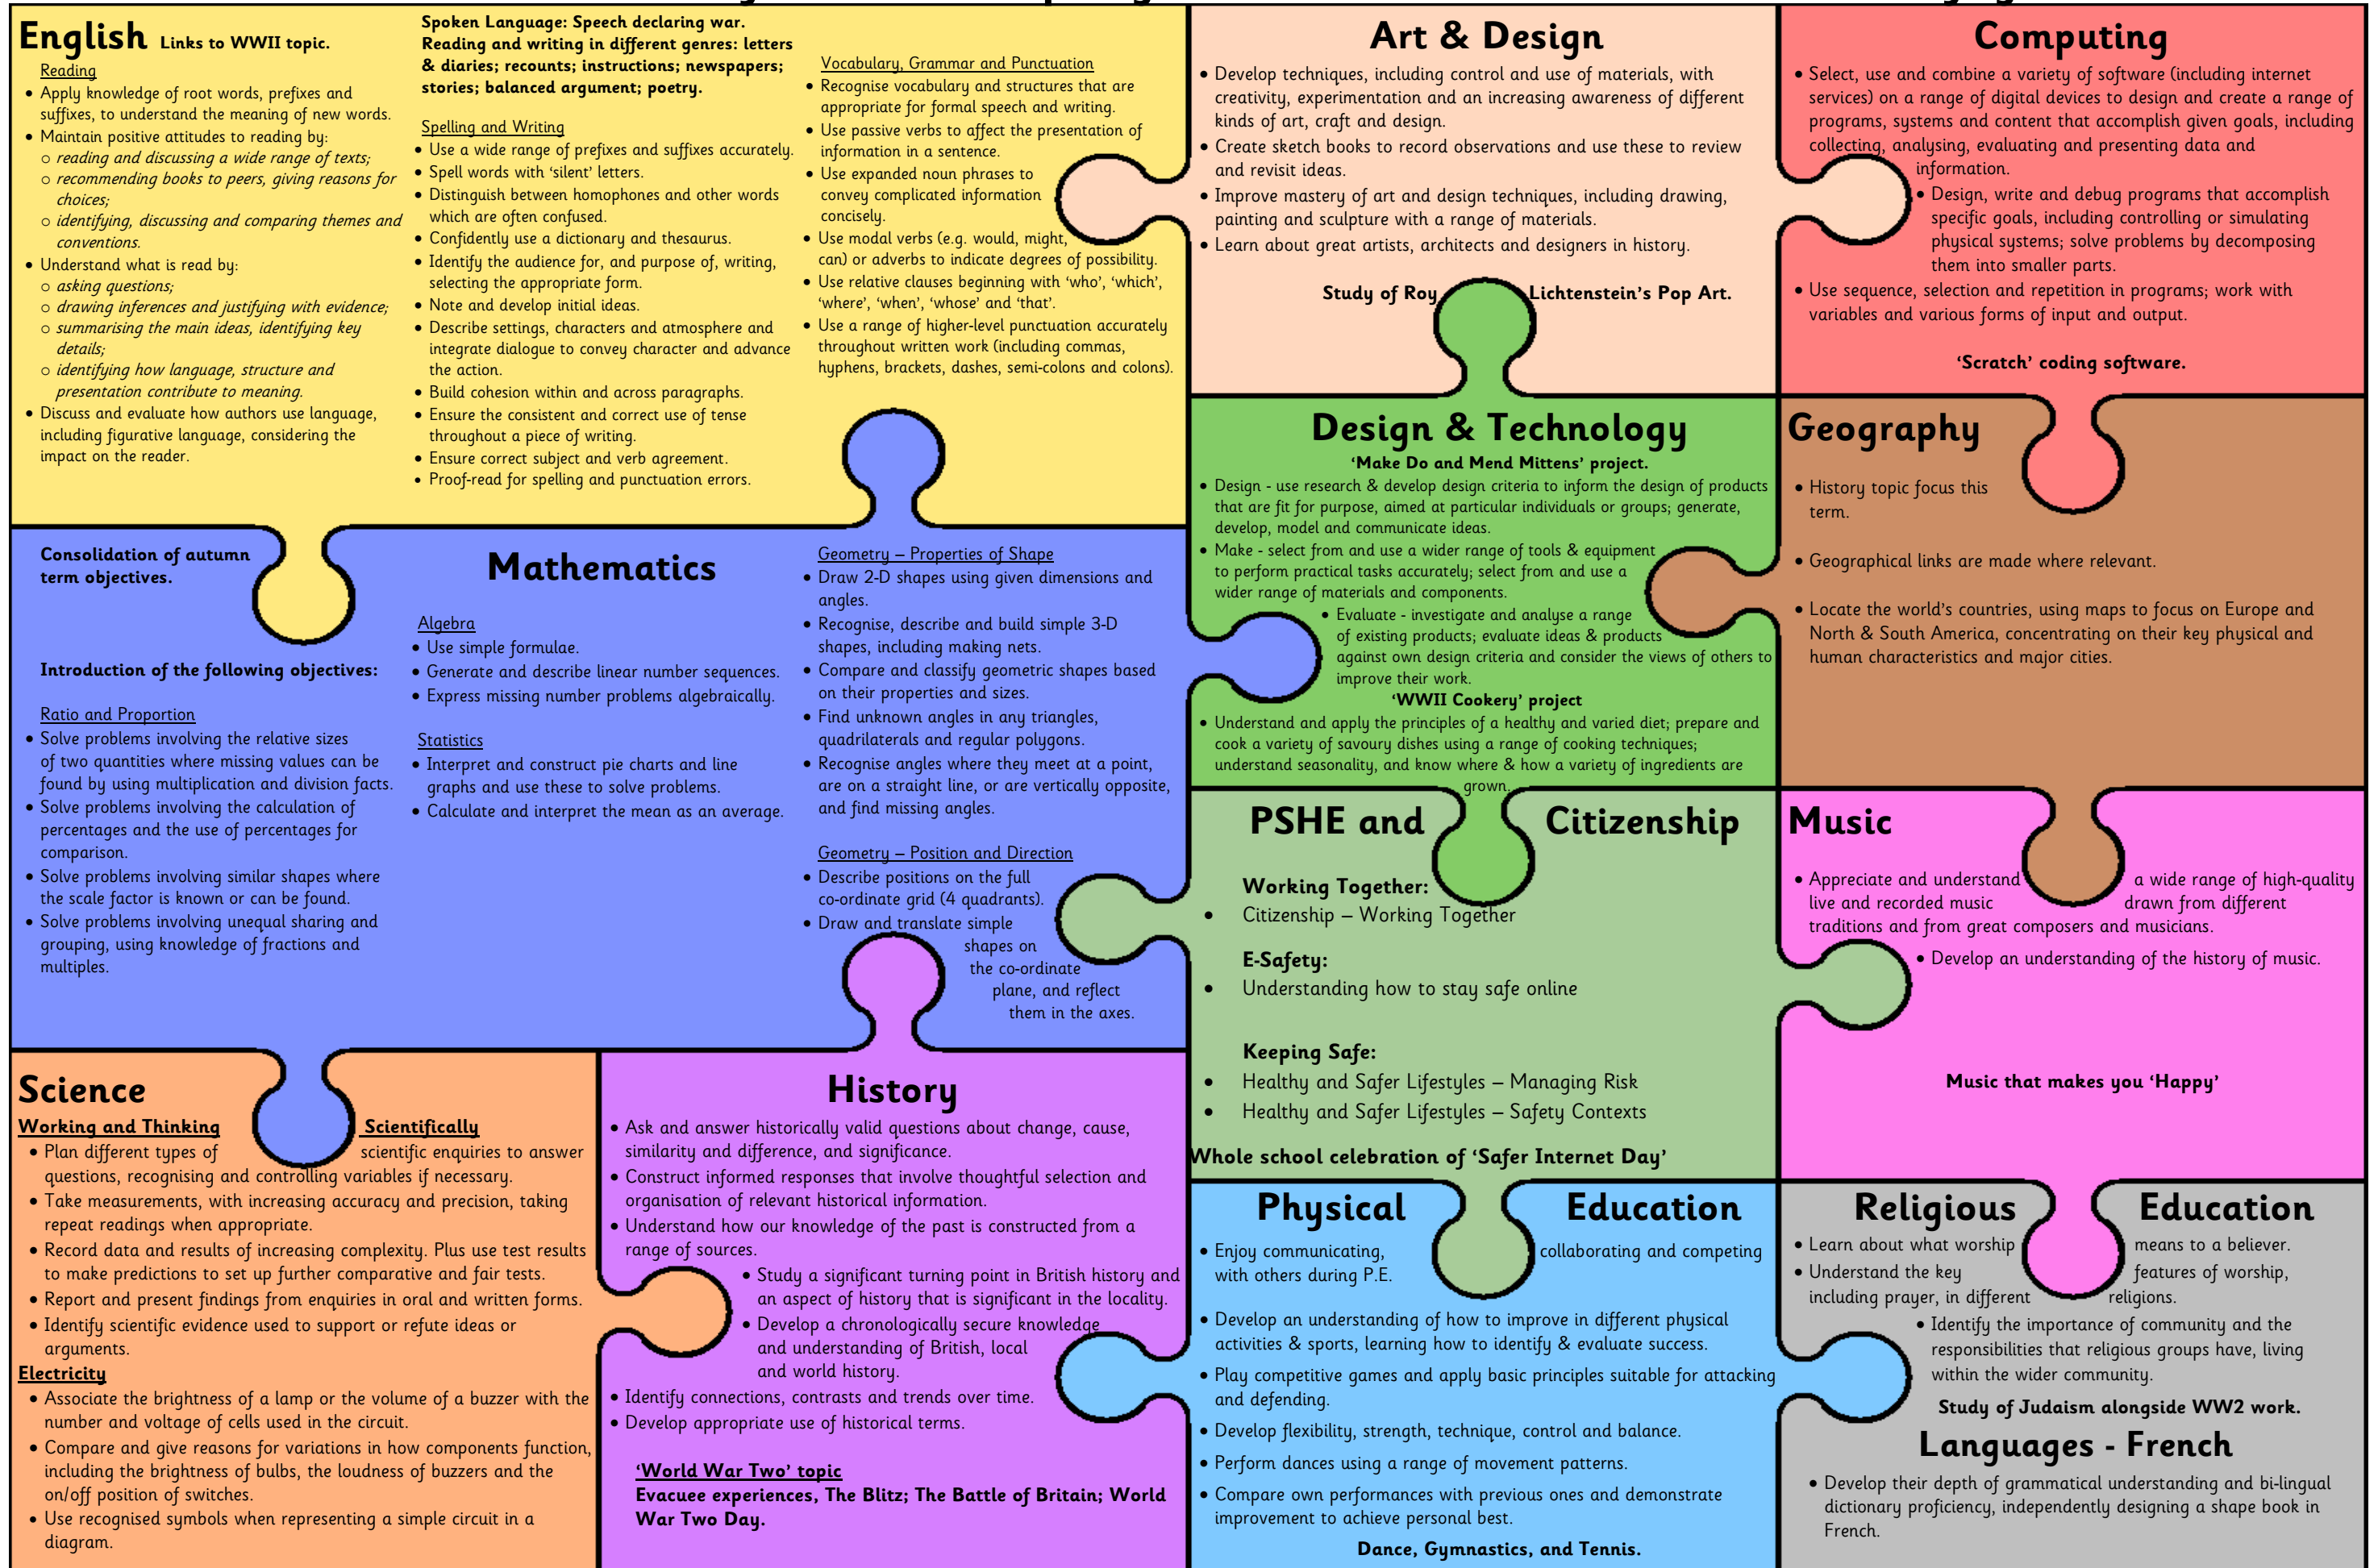 English Links to WWII topic.
Reading
• Apply knowledge of root words, prefixes and
suffixes, to understand the meaning of new words.
• Maintain positive attitudes to reading by:
o reading and discussing a wide range of texts;
o recommending books to peers, giving reasons for
choices;
o identifying, discussing and comparing themes and
conventions.
• Understand what is read by:
o asking questions;
o drawing inferences and justifying with evidence;
o summarising the main ideas, identifying key
details;
o identifying how language, structure and
presentation contribute to meaning.
• Discuss and evaluate how authors use language,
including figurative language, considering the
impact on the reader.
Spoken Language: Speech declaring war.
Reading and writing in different genres: letters
& diaries; recounts; instructions; newspapers;
stories; balanced argument; poetry.
Spelling and Writing
• Use a wide range of prefixes and suffixes accurately.
• Spell words with ‘silent’ letters.
• Distinguish between homophones and other words
which are often confused.
• Confidently use a dictionary and thesaurus.
• Identify the audience for, and purpose of, writing,
selecting the appropriate form.
• Note and develop initial ideas.
• Describe settings, characters and atmosphere and
integrate dialogue to convey character and advance
the action.
• Build cohesion within and across paragraphs.
• Ensure the consistent and correct use of tense
throughout a piece of writing.
• Ensure correct subject and verb agreement.
• Proof-read for spelling and punctuation errors.
Vocabulary, Grammar and Punctuation
• Recognise vocabulary and structures that are
appropriate for formal speech and writing.
• Use passive verbs to affect the presentation of
information in a sentence.
• Use expanded noun phrases to
convey complicated information
concisely.
• Use modal verbs (e.g. would, might,
can) or adverbs to indicate degrees of possibility.
• Use relative clauses beginning with ‘who’, ‘which’,
‘where’, ‘when’, ‘whose’ and ‘that’.
• Use a range of higher-level punctuation accurately
throughout written work (including commas,
hyphens, brackets, dashes, semi-colons and colons).
Art & Design
• Develop techniques, including control and use of materials, with
creativity, experimentation and an increasing awareness of different
kinds of art, craft and design.
• Create sketch books to record observations and use these to review
and revisit ideas.
• Improve mastery of art and design techniques, including drawing,
painting and sculpture with a range of materials.
• Learn about great artists, architects and designers in history.
Study of Roy Lichtenstein’s Pop Art.
Computing
• Select, use and combine a variety of software (including internet
services) on a range of digital devices to design and create a range of
programs, systems and content that accomplish given goals, including
collecting, analysing, evaluating and presenting data and
information.
• Design, write and debug programs that accomplish
specific goals, including controlling or simulating
physical systems; solve problems by decomposing
them into smaller parts.
• Use sequence, selection and repetition in programs; work with
variables and various forms of input and output.
‘Scratch’ coding software.
Design & Technology
‘Make Do and Mend Mittens’ project.
• Design - use research & develop design criteria to inform the design of products
that are fit for purpose, aimed at particular individuals or groups; generate,
develop, model and communicate ideas.
• Make - select from and use a wider range of tools & equipment
to perform practical tasks accurately; select from and use a
wider range of materials and components.
• Evaluate - investigate and analyse a range
of existing products; evaluate ideas & products
against own design criteria and consider the views of others to
improve their work.
‘WWII Cookery’ project
• Understand and apply the principles of a healthy and varied diet; prepare and
cook a variety of savoury dishes using a range of cooking techniques;
understand seasonality, and know where & how a variety of ingredients are
grown.
Geography
• History topic focus this
term.
• Geographical links are made where relevant.
• Locate the world’s countries, using maps to focus on Europe and
North & South America, concentrating on their key physical and
human characteristics and major cities.
Consolidation of autumn
term objectives.
Mathematics
Introduction of the following objectives:
Ratio and Proportion
• Solve problems involving the relative sizes
of two quantities where missing values can be
found by using multiplication and division facts.
• Solve problems involving the calculation of
percentages and the use of percentages for
comparison.
• Solve problems involving similar shapes where
the scale factor is known or can be found.
• Solve problems involving unequal sharing and
grouping, using knowledge of fractions and
multiples.
Algebra
• Use simple formulae.
• Generate and describe linear number sequences.
• Express missing number problems algebraically.
Statistics
• Interpret and construct pie charts and line
graphs and use these to solve problems.
• Calculate and interpret the mean as an average.
Geometry – Properties of Shape
• Draw 2-D shapes using given dimensions and
angles.
• Recognise, describe and build simple 3-D
shapes, including making nets.
• Compare and classify geometric shapes based
on their properties and sizes.
• Find unknown angles in any triangles,
quadrilaterals and regular polygons.
• Recognise angles where they meet at a point,
are on a straight line, or are vertically opposite,
and find missing angles.
Geometry – Position and Direction
• Describe positions on the full
co-ordinate grid (4 quadrants).
• Draw and translate simple
shapes on
the co-ordinate
plane, and reflect
them in the axes.
PSHE and Citizenship
Working Together:
• Citizenship – Working Together
E-Safety:
• Understanding how to stay safe online
Keeping Safe:
• Healthy and Safer Lifestyles – Managing Risk
• Healthy and Safer Lifestyles – Safety Contexts
Whole school celebration of ‘Safer Internet Day’
Music
• Appreciate and understand a wide range of high-quality
live and recorded music drawn from different
traditions and from great composers and musicians.
• Develop an understanding of the history of music.
Music that makes you ‘Happy’
Science
Working and Thinking Scientifically
• Plan different types of scientific enquiries to answer
questions, recognising and controlling variables if necessary.
• Take measurements, with increasing accuracy and precision, taking
repeat readings when appropriate.
• Record data and results of increasing complexity. Plus use test results
to make predictions to set up further comparative and fair tests.
• Report and present findings from enquiries in oral and written forms.
• Identify scientific evidence used to support or refute ideas or
arguments.
Electricity
• Associate the brightness of a lamp or the volume of a buzzer with the
number and voltage of cells used in the circuit.
• Compare and give reasons for variations in how components function,
including the brightness of bulbs, the loudness of buzzers and the
on/off position of switches.
• Use recognised symbols when representing a simple circuit in a
diagram.
History
• Ask and answer historically valid questions about change, cause,
similarity and difference, and significance.
• Construct informed responses that involve thoughtful selection and
organisation of relevant historical information.
• Understand how our knowledge of the past is constructed from a
range of sources.
• Study a significant turning point in British history and
an aspect of history that is significant in the locality.
• Develop a chronologically secure knowledge
and understanding of British, local
and world history.
• Identify connections, contrasts and trends over time.
• Develop appropriate use of historical terms.
‘World War Two’ topic
Evacuee experiences, The Blitz; The Battle of Britain; World
War Two Day.
Physical Education
• Enjoy communicating, collaborating and competing
with others during P.E.
• Develop an understanding of how to improve in different physical
activities & sports, learning how to identify & evaluate success.
• Play competitive games and apply basic principles suitable for attacking
and defending.
• Develop flexibility, strength, technique, control and balance.
• Perform dances using a range of movement patterns.
• Compare own performances with previous ones and demonstrate
improvement to achieve personal best.
Dance, Gymnastics, and Tennis.
Religious Education
• Learn about what worship means to a believer.
• Understand the key features of worship,
including prayer, in different religions.
• Identify the importance of community and the
responsibilities that religious groups have, living
within the wider community.
Study of Judaism alongside WW2 work.
Languages - French
• Develop their depth of grammatical understanding and bi-lingual
dictionary proficiency, independently designing a shape book in
French.